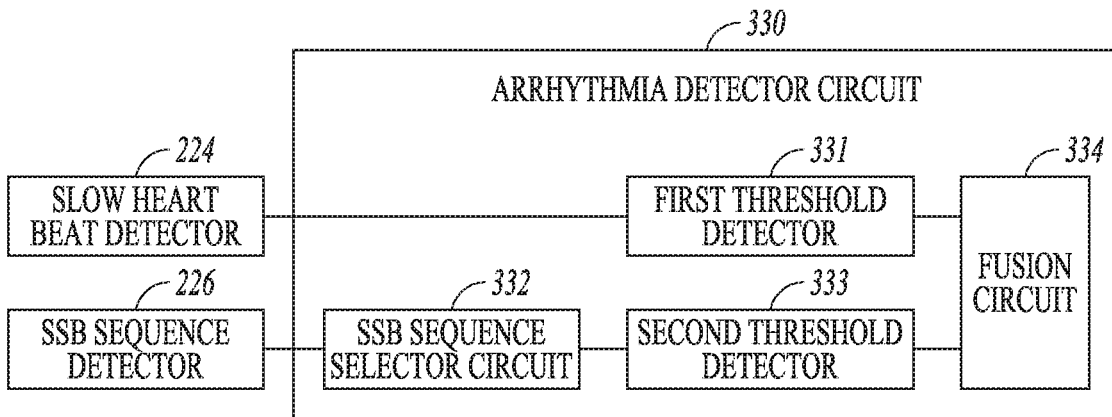 330
ARRHYTHMIA DETECTOR CIRCUIT
224
SLOW HEART
BEAT DETECTOR
331
FIRST THRESHOLD
DETECTOR
334
FUSION
CIRCUIT
226
SSB SEQUENCE
DETECTOR
332
SSB SEQUENCE
SELECTOR CIRCUIT
333
SECOND THRESHOLD
DETECTOR